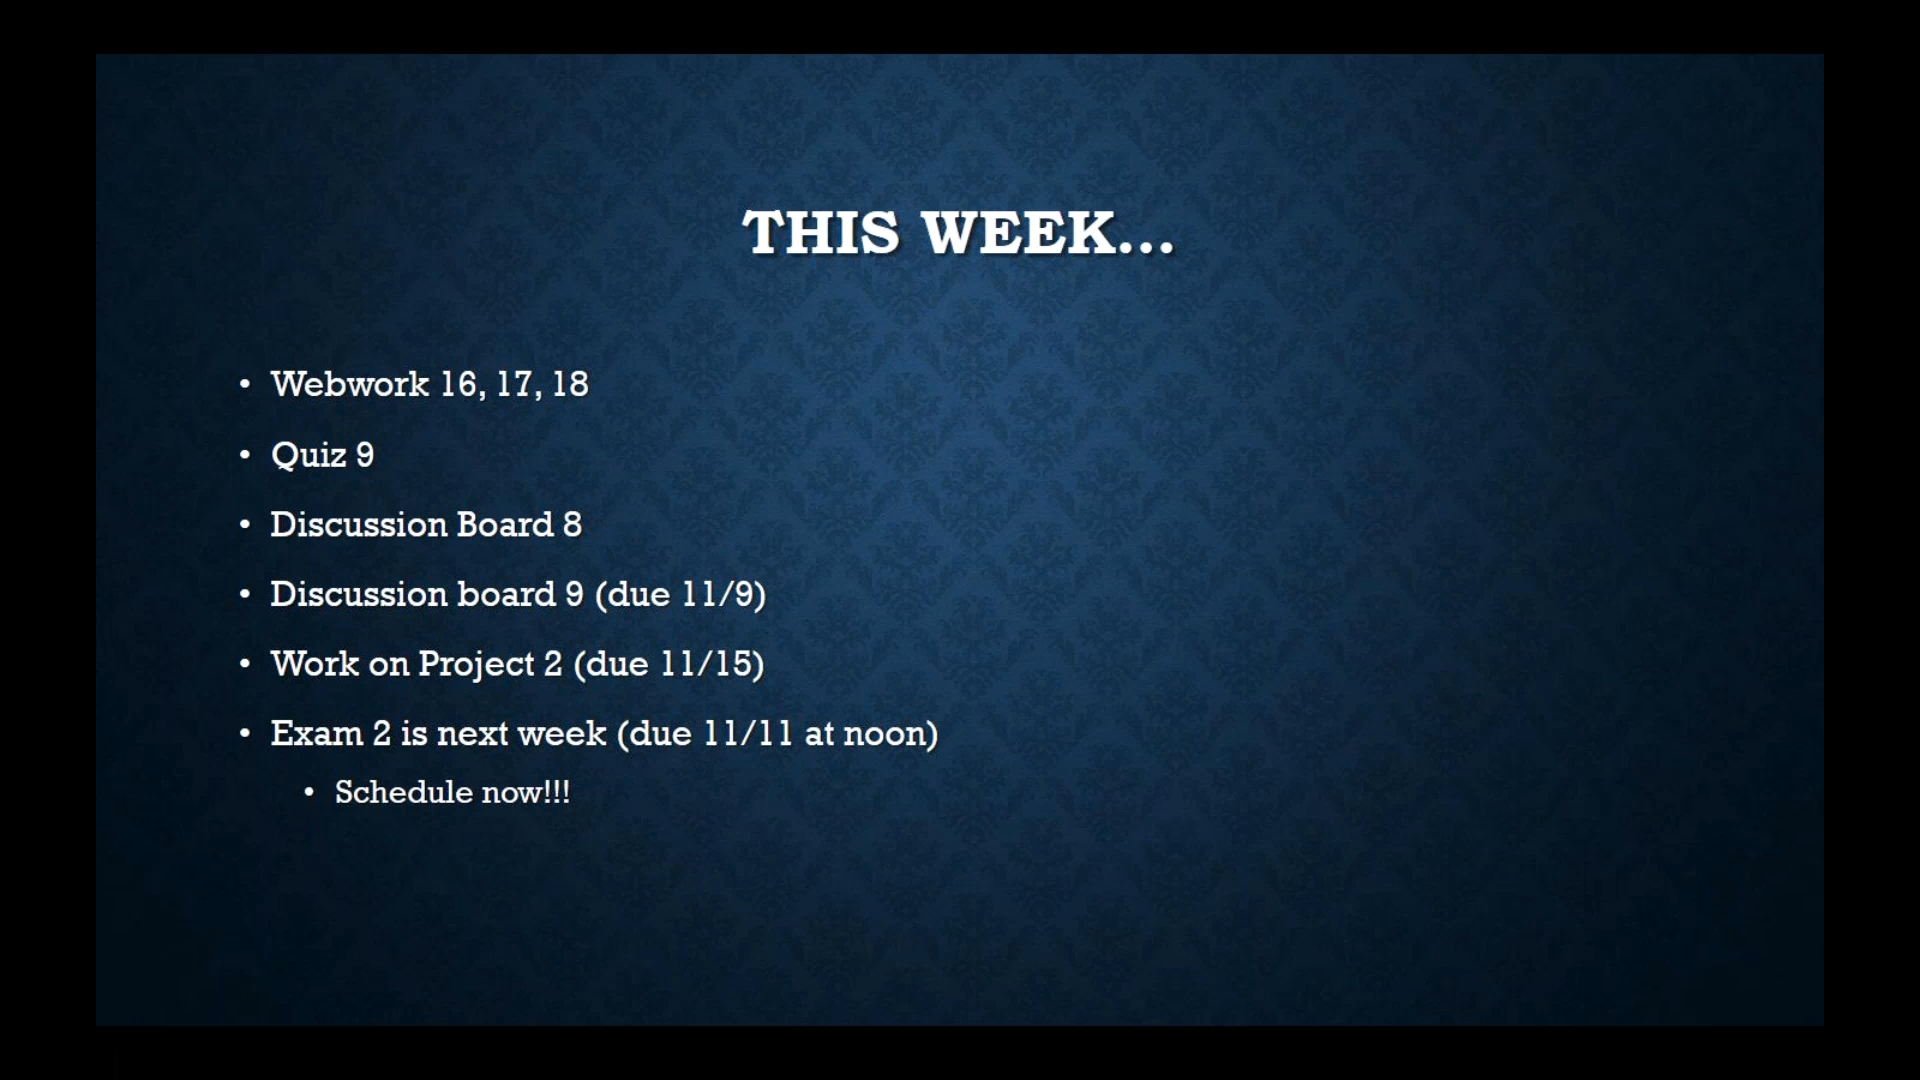 THIS WEEK...
• Webwork 16, 17, 18
• Quiz 9
• Discussion Board 8
• Discussion board 9 (due 11/9)
• Work on Project 2 (due 11/15)
• Exam 2 is next week (due 11/11 at noon)
• Schedule now!!!